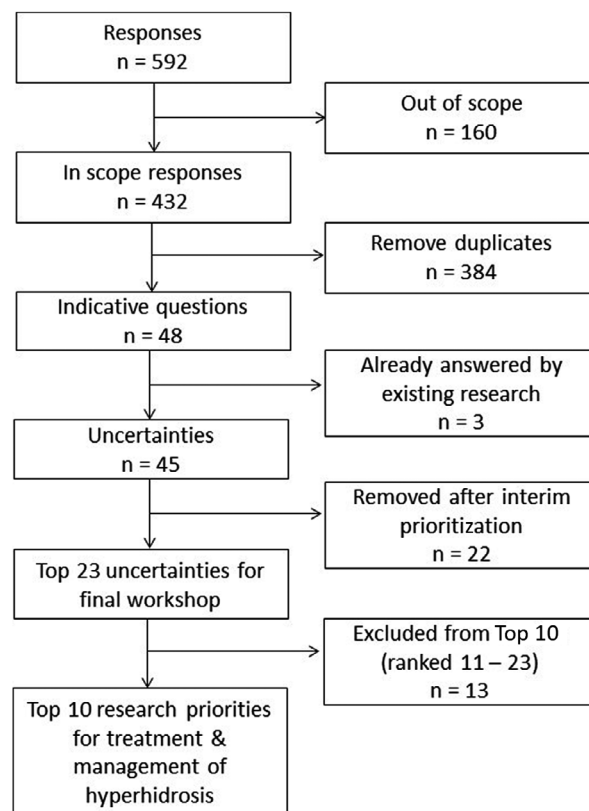 Responses
n = 592
Out of scope
n = 160
In scope responses
n = 432
Remove duplicates
n = 384
Indicative questions
n = 48
Already answered by
existing research
n = 3
Uncertainties
n = 45
Removed after interim
prioritization
n = 22
Top 23 uncertainties for
final workshop
Excluded from Top 10
(ranked 11 – 23)
n = 13
Top 10 research priorities
for treatment &
management of
hyperhidrosis